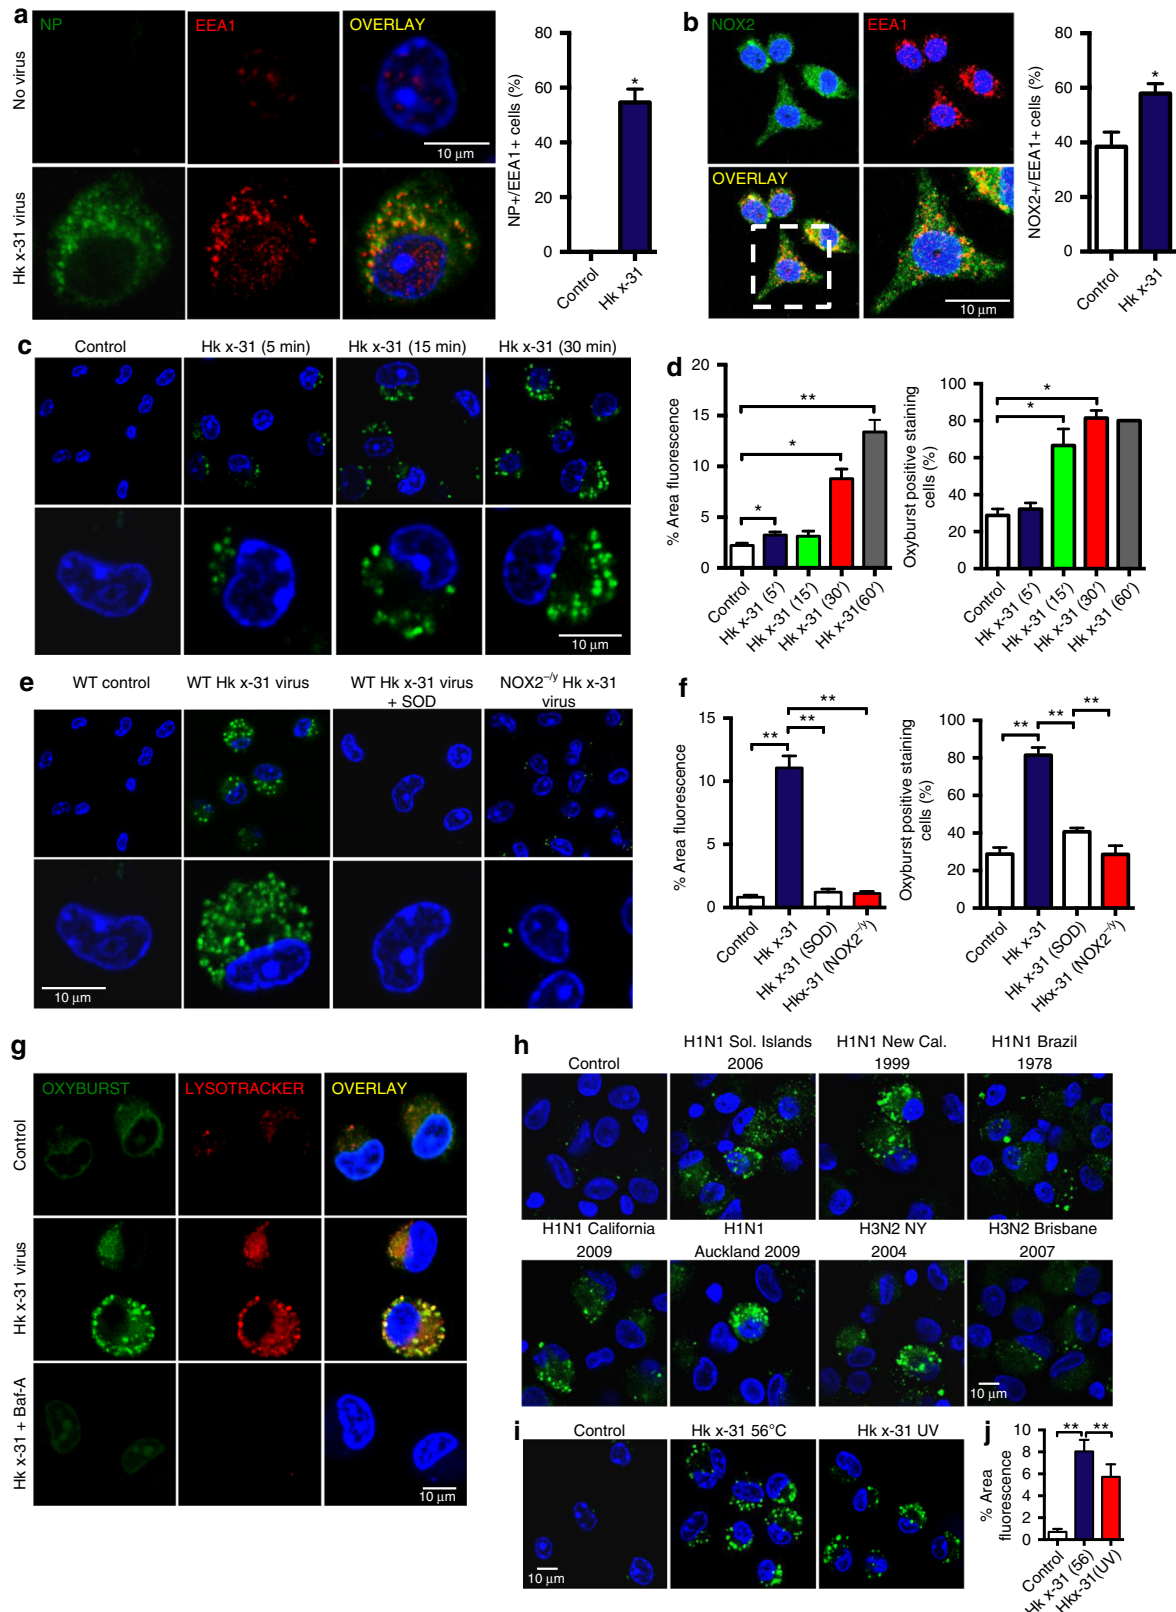 a
NP
EEA1
OVERLAY
No virus
Hk x-31 virus
10 µm
NP+/EEA1+ cells (%)
80
60
40
20
0
*
Control
Hk x-31
b
NOX2
EEA1
OVERLAY
10 µm
NOX2+/EEA1+ cells (%)
80
60
40
20
0
*
Control
Hk x-31
c
Control
Hk x-31 (5 min)
Hk x-31 (15 min)
Hk x-31 (30 min)
10 µm
d
% Area fluorescence
20
15
10
5
0
**
*
*
Control
Hk x-31 (5′)
Hk x-31 (15′)
Hk x-31 (30′)
Hk x-31(60′)
Oxyburst positive staining
cells (%)
100
80
60
40
20
0
*
*
Control
Hk x-31 (5′)
Hk x-31 (15′)
Hk x-31 (30′)
Hk x-31 (60′)
e
WT control
WT Hk x-31 virus
WT Hk x-31 virus
+ SOD
NOX2−/y Hk x-31
virus
10 µm
f
% Area fluorescence
15
10
5
0
**
**
**
Control
Hk x-31
Hk x-31 (SOD)
Hkx-31 (NOX2−/y)
Oxyburst positive staining
cells (%)
100
80
60
40
20
0
**
**
**
Control
Hk x-31
Hk x-31 (SOD)
Hkx-31 (NOX2−/y)
g
OXYBURST
LYSOTRACKER
OVERLAY
Control
Hk x-31 virus
Hk x-31 + Baf-A
10 µm
h
Control
H1N1 Sol. Islands
2006
H1N1 New Cal.
1999
H1N1 Brazil
1978
H1N1 California
2009
H1N1
Auckland 2009
H3N2 NY
2004
H3N2 Brisbane
2007
10 µm
i
Control
Hk x-31 56°C
Hk x-31 UV
10 µm
j
% Area
fluorescence
10
8
6
4
2
0
**
**
Control
Hk x-31 (56)
Hkx-31(UV)